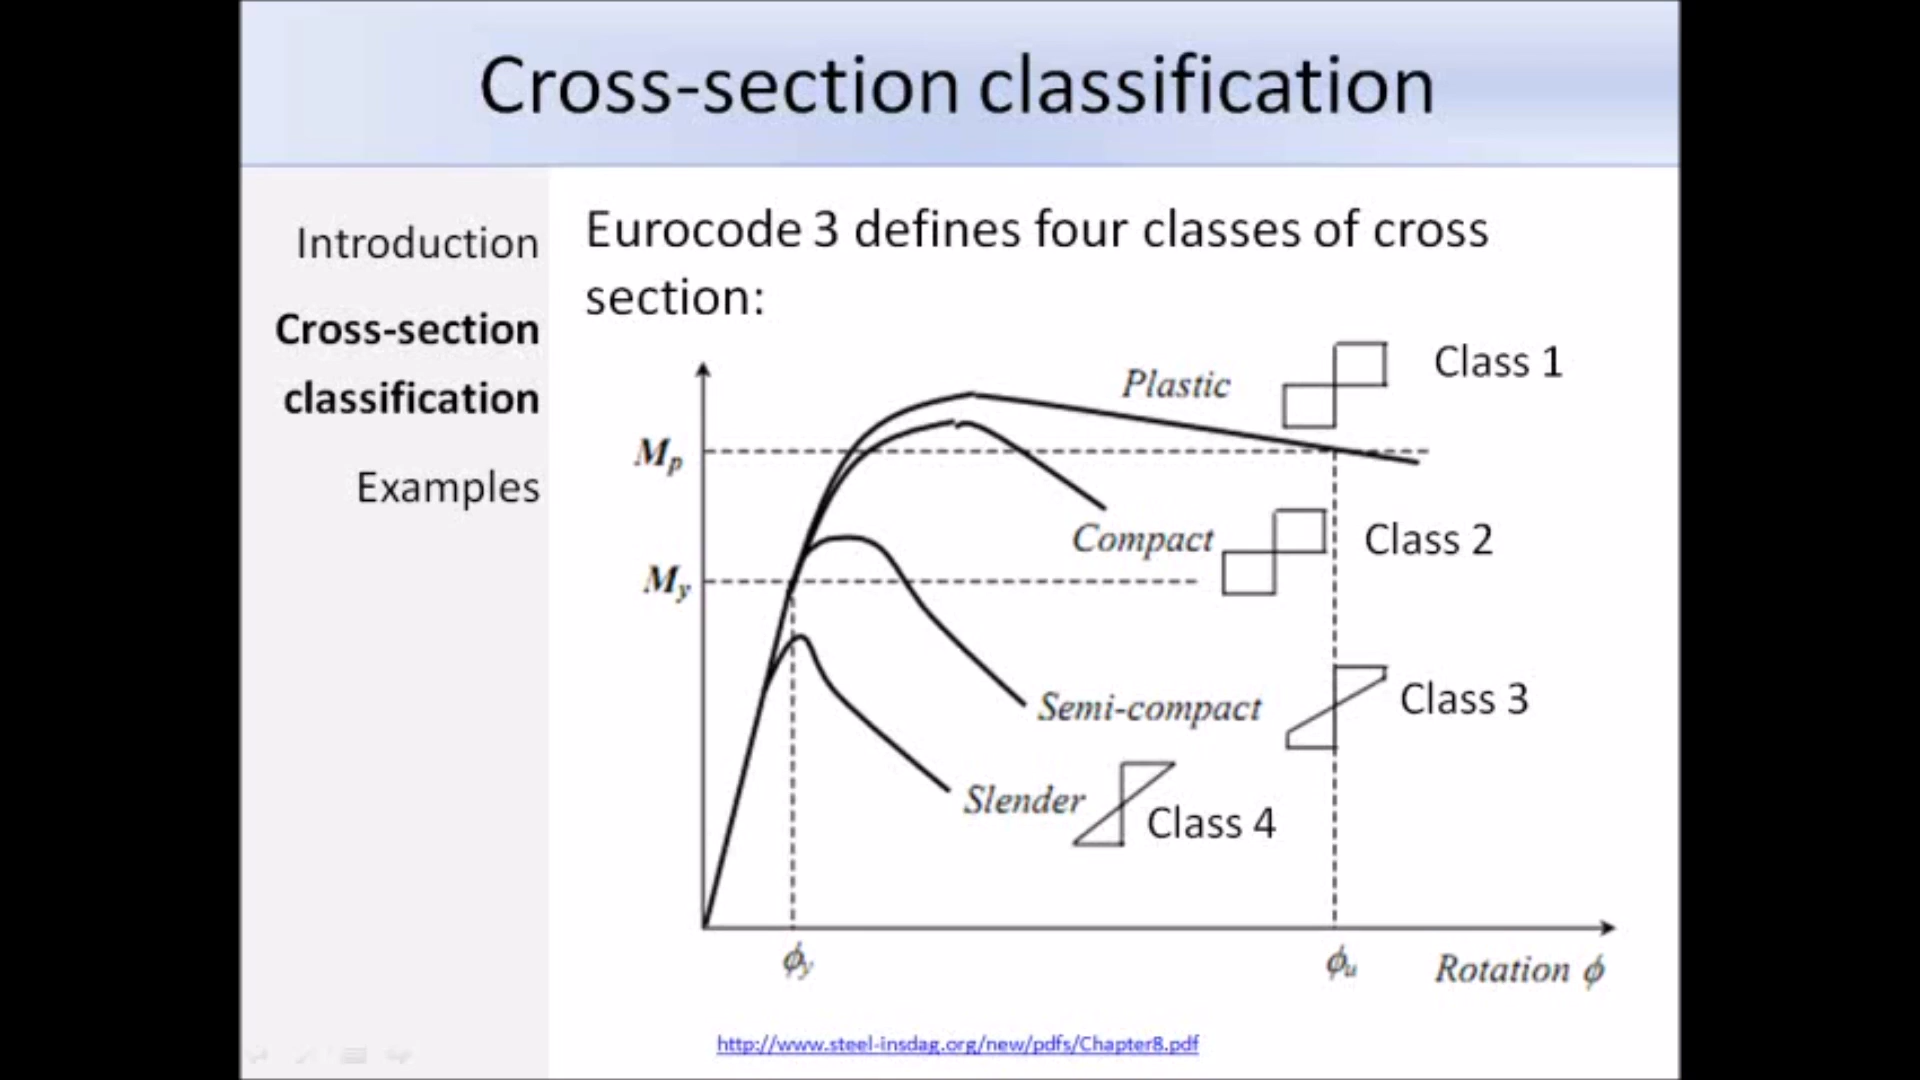 Cross-section classification
Introduction
Cross-section
classification
Examples
Eurocode 3 defines four classes of cross
section:
Plastic
Class 1
Mp
Compact
Class 2
My
Semi-compact
Class 3
Slender
Class 4
ϕy
ϕu
Rotation ϕ
http://www.steel-insdag.org/new/pdfs/Chapter8.pdf